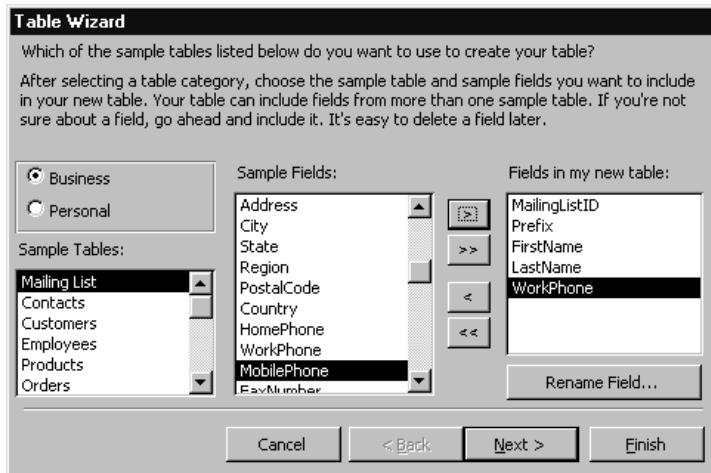 Table Wizard
Which of the sample tables listed below do you want to use to create your table?
After selecting a table category, choose the sample table and sample fields you want to include
in your new table. Your table can include fields from more than one sample table. If you're not
sure about a field, go ahead and include it. It's easy to delete a field later.
Business
Personal
Sample Tables:
Mailing List
Contacts
Customers
Employees
Products
Orders
Sample Fields:
Address
City
State
Region
PostalCode
Country
HomePhone
WorkPhone
MobilePhone
FaxNumber
>
>>
<
<<
Fields in my new table:
MailingListID
Prefix
FirstName
LastName
WorkPhone
Rename Field...
Cancel
< Back
Next >
Finish